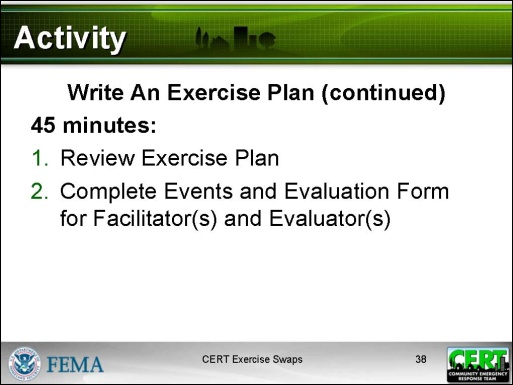 Activity
Write An Exercise Plan (continued)
45 minutes:
1. Review Exercise Plan
2. Complete Events and Evaluation Form
for Facilitator(s) and Evaluator(s)
FEMA
CERT Exercise Swaps
38
CERT
COMMUNITY EMERGENCY
RESPONSE TEAM